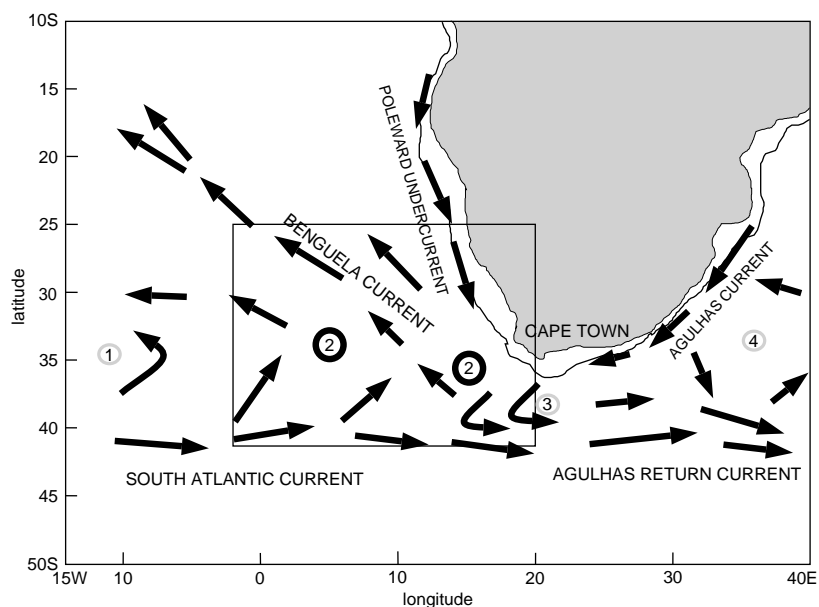 10S
15
20
25
30
35
40
45
50S
latitude
15W
10
0
10
20
30
40E
longitude
POLEWARD UNDERCURRENT
BENGUELA CURRENT
AGULHAS CURRENT
CAPE TOWN
1
2
2
3
4
SOUTH ATLANTIC CURRENT
AGULHAS RETURN CURRENT